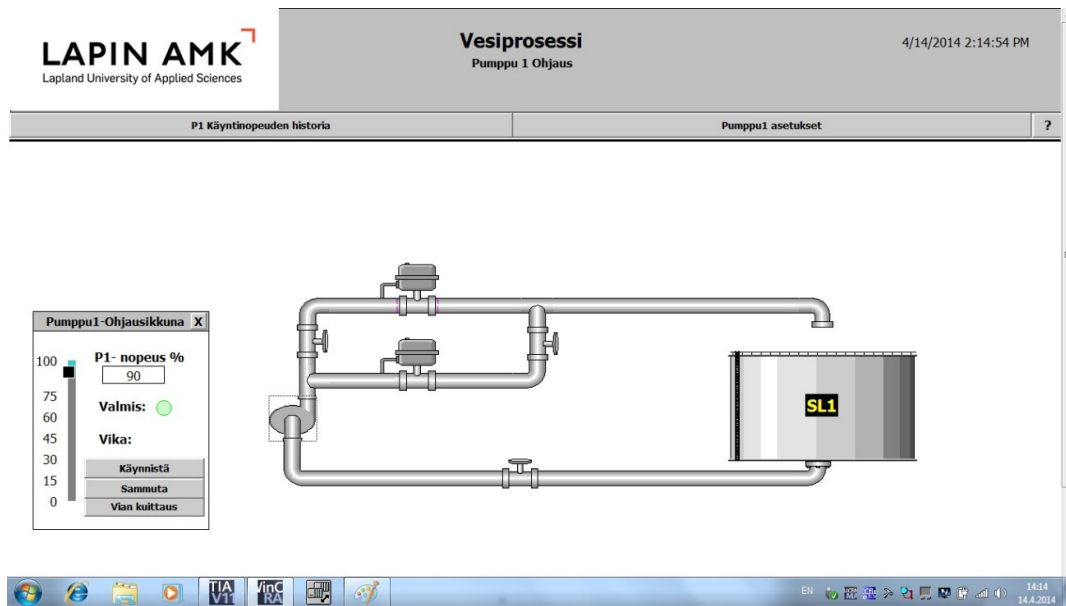 LAPIN AMK
Lapland University of Applied Sciences
Vesiprosessi
Pumppu 1 Ohjaus
4/14/2014 2:14:54 PM
P1 Käyntinopeuden historia
Pumppu1 asetukset
?
Pumppu1-Ohjausikkuna X
P1- nopeus %
90
Valmis:
Vika:
100
75
60
45
30
15
0
Käynnistä
Sammuta
Vian kuittaus
SL1
TIA
V11
WinC
RA
EN
14:14
14.4.2014